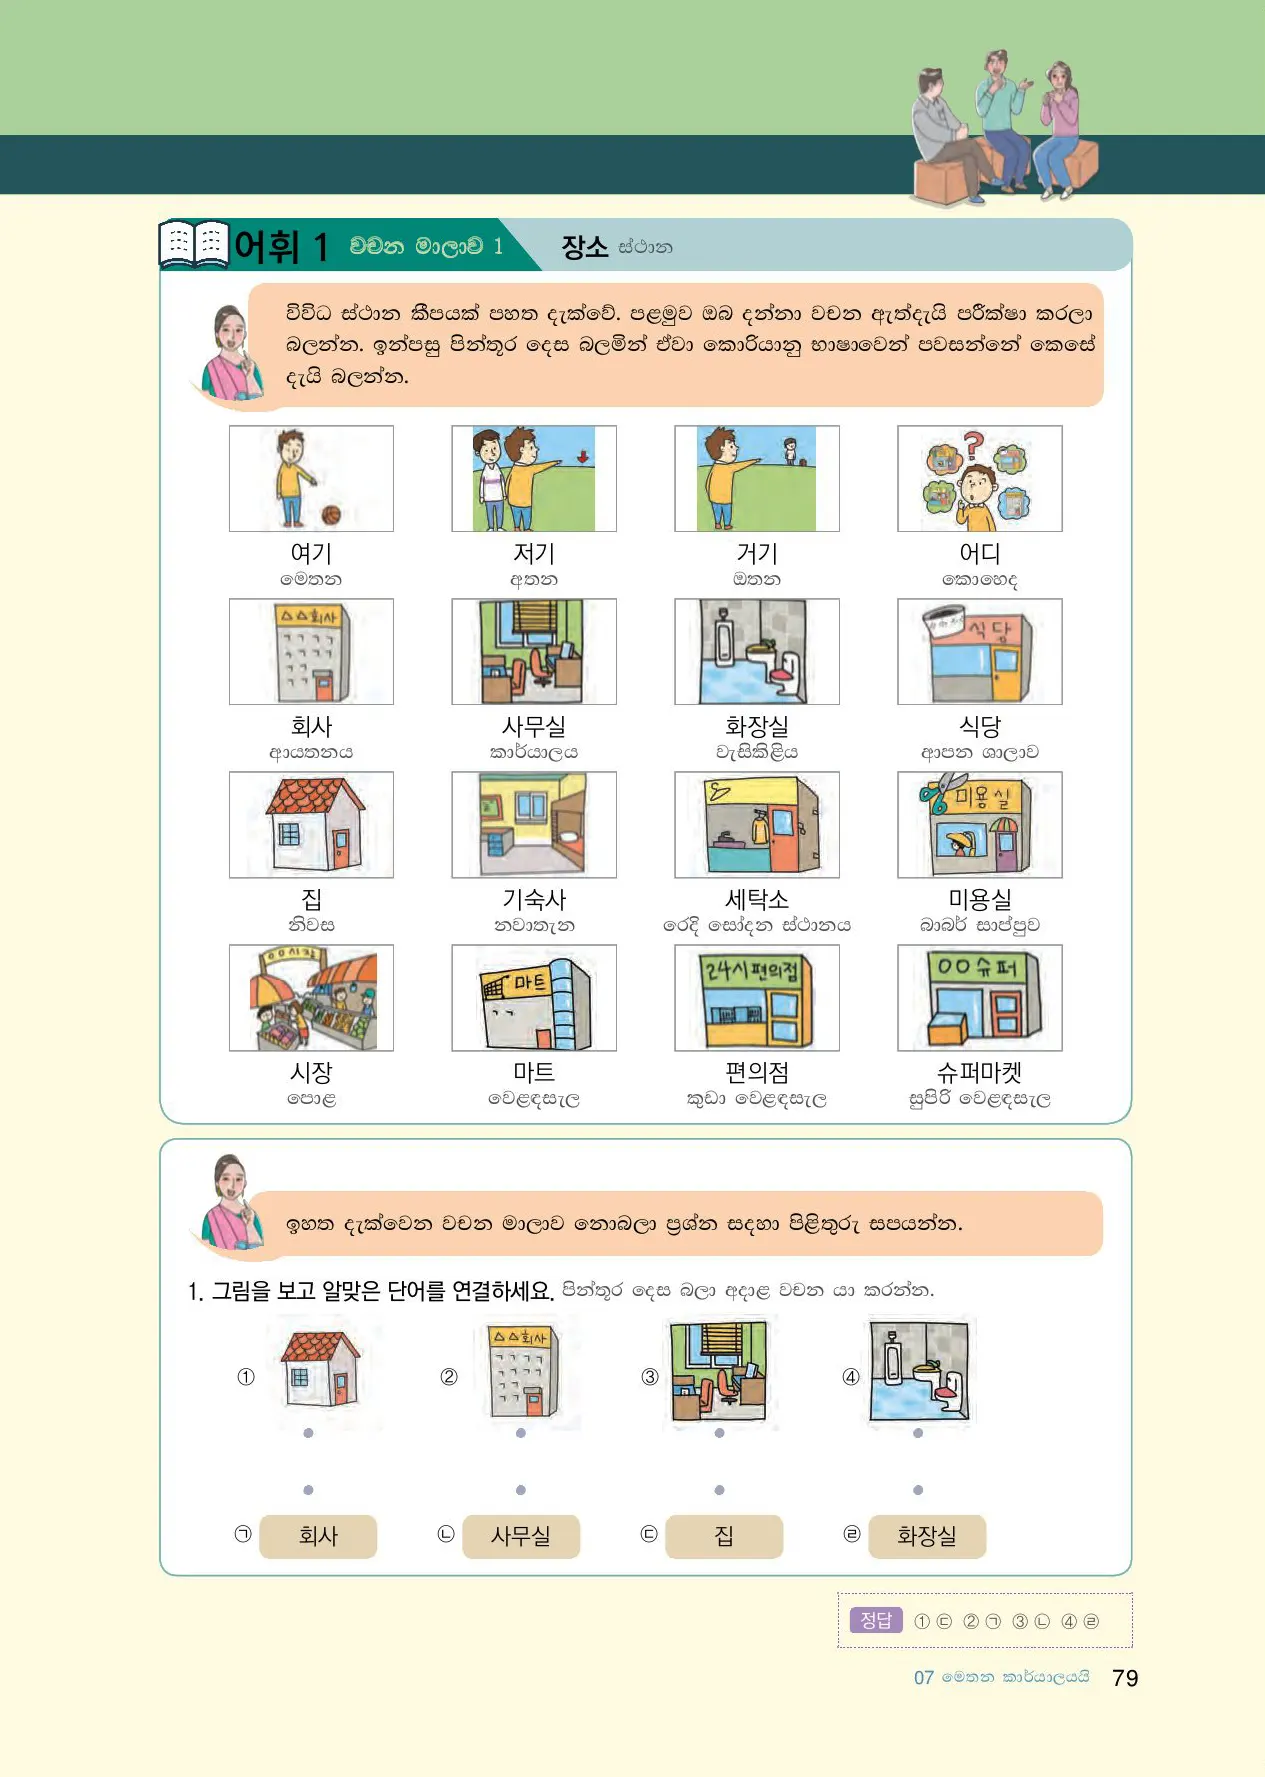 어휘 1 වචන මාලාව 1 장소 ස්ථාන
විවිධ ස්ථාන කීපයක් පහත දැක්වේ. පළමුව ඔබ දන්නා වචන ඇත්දැයි පරීක්ෂා කරලා
බලන්න. ඉන්පසු පින්තූර දෙස බලමින් ඒවා කොරියානු භාෂාවෙන් පවසන්නේ කෙසේ
දැයි බලන්න.
여기 저기 거기 어디
මෙතන අතන ඔතන කොහෙද
△△회사 식당
회사 사무실 화장실 식당
ආයතනය කාර්යාලය වැසිකිළිය ආපන ශාලාව
미용실
집 기숙사 세탁소 미용실
නිවස නවාතැන රෙදි සෝදන ස්ථානය බාබර් සාප්පුව
○○시장 마트 24시편의점 ○○슈퍼
시장 마트 편의점 슈퍼마켓
පොළ වෙළඳසැල කුඩා වෙළඳසැල සුපිරි වෙළඳසැල
ඉහත දැක්වෙන වචන මාලාව නොබලා ප්‍රශ්න සදහා පිළිතුරු සපයන්න.
1. 그림을 보고 알맞은 단어를 연결하세요. පින්තූර දෙස බලා අදාළ වචන යා කරන්න.
△△회사
① ② ③ ④
㉠ 회사 ㉡ 사무실 ㉢ 집 ㉣ 화장실
정답 ① ㉢ ② ㉠ ③ ㉡ ④ ㉣
07 මෙතන කාර්යාලයයි 79